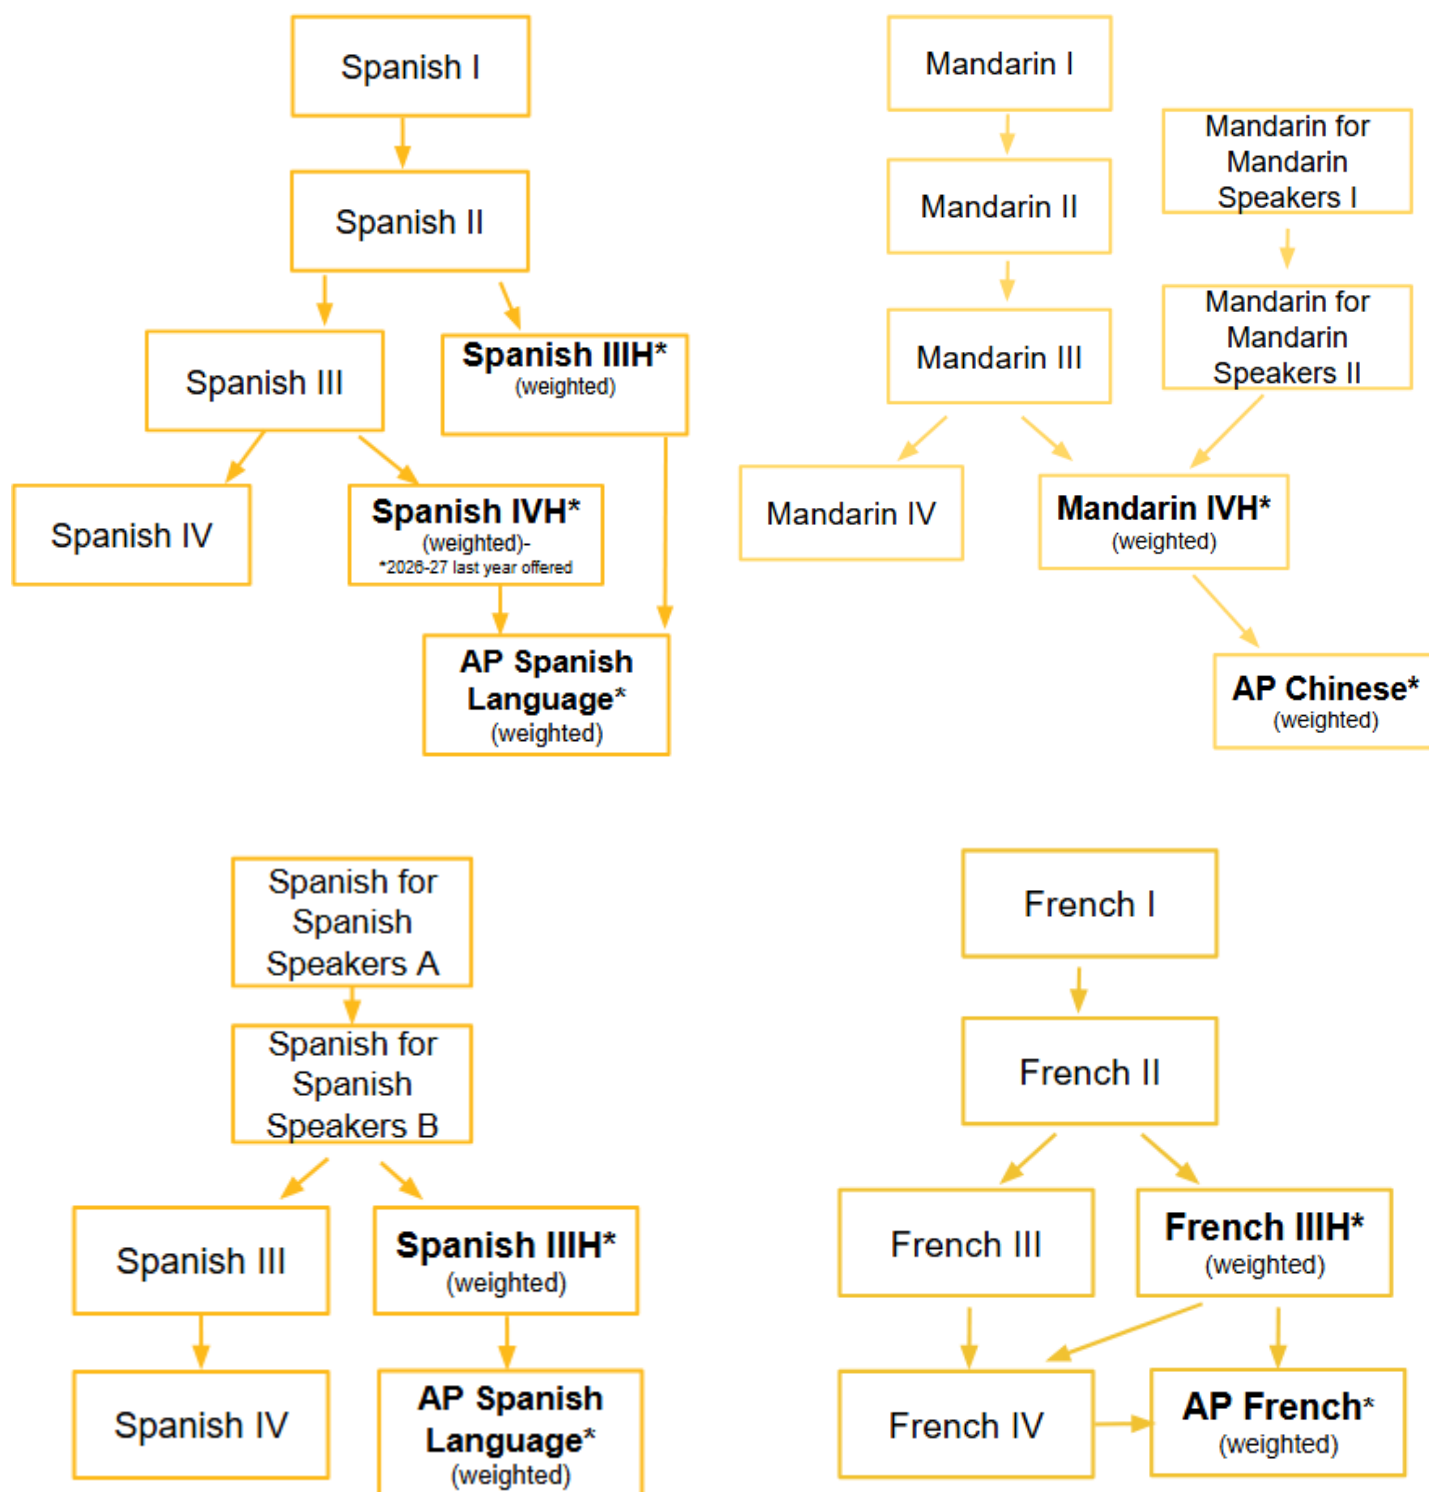 Spanish I
Spanish II
Spanish III
Spanish IIIH*
(weighted)
Spanish IV
Spanish IVH*
(weighted)-
*2026-27 last year offered
AP Spanish
Language*
(weighted)
Mandarin I
Mandarin for
Mandarin
Speakers I
Mandarin II
Mandarin for
Mandarin
Speakers II
Mandarin III
Mandarin IV
Mandarin IVH*
(weighted)
AP Chinese*
(weighted)
Spanish for
Spanish
Speakers A
Spanish for
Spanish
Speakers B
Spanish III
Spanish IIIH*
(weighted)
Spanish IV
AP Spanish
Language*
(weighted)
French I
French II
French III
French IIIH*
(weighted)
French IV
AP French*
(weighted)